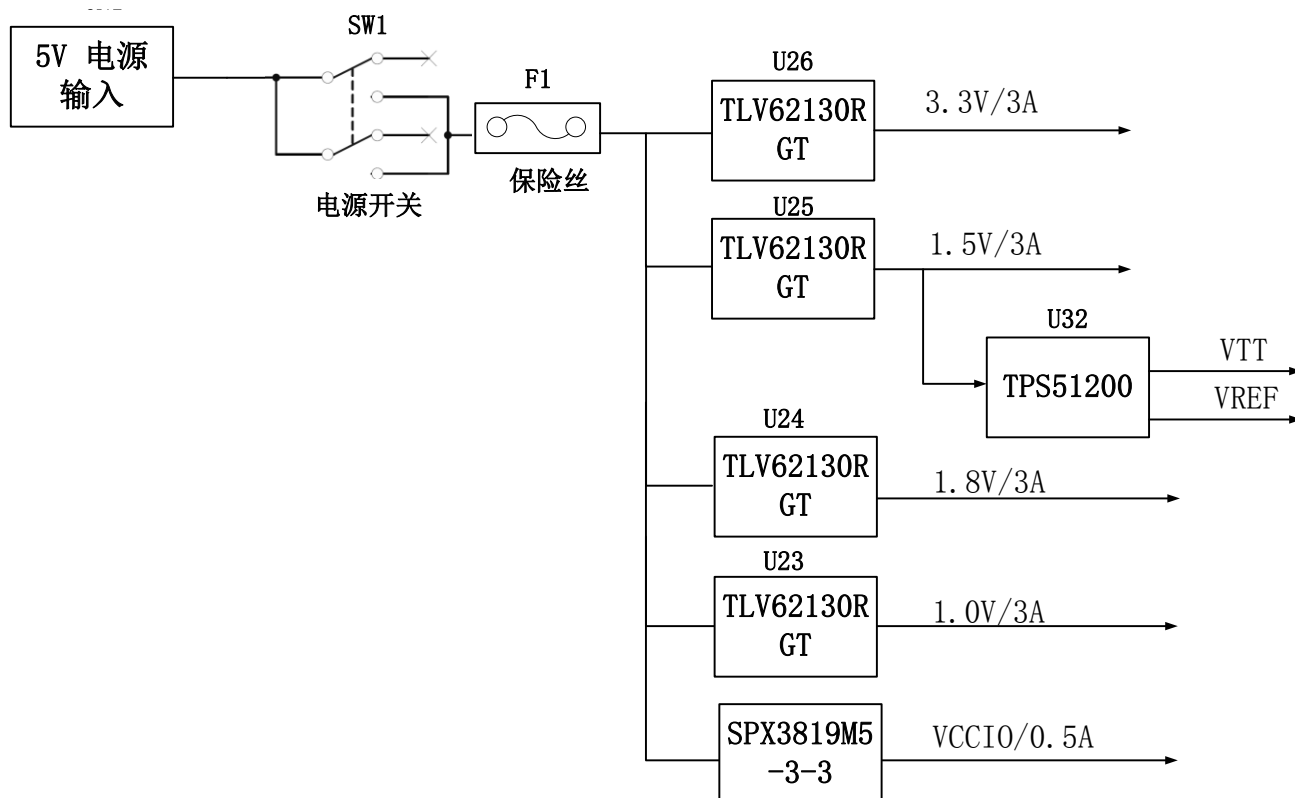 5V 电源
输入
SW1
电源开关
F1
保险丝
U26
TLV62130R
GT
3.3V/3A
U25
TLV62130R
GT
1.5V/3A
U32
TPS51200
VTT
VREF
U24
TLV62130R
GT
1.8V/3A
U23
TLV62130R
GT
1.0V/3A
SPX3819M5
-3-3
VCCIO/0.5A